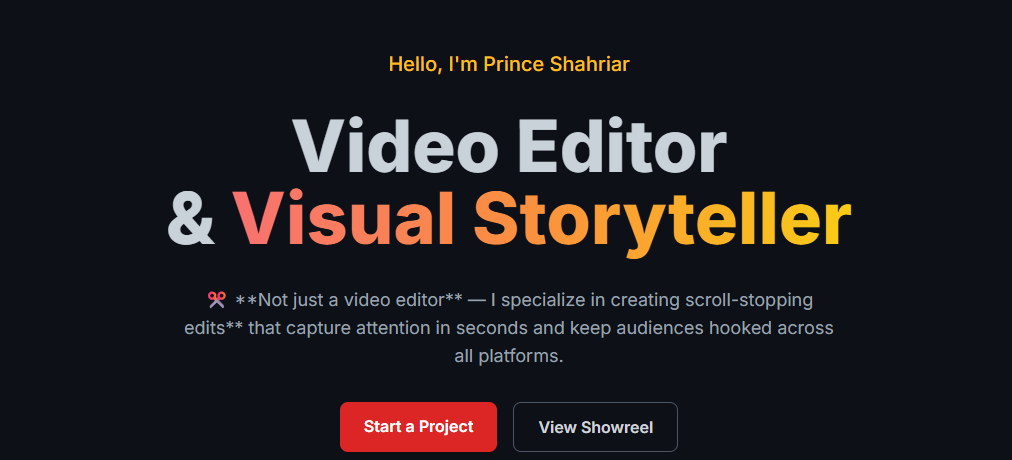 Hello, I'm Prince Shahriar
Video Editor
& Visual Storyteller
✂️ **Not just a video editor** — I specialize in creating scroll-stopping
edits** that capture attention in seconds and keep audiences hooked across
all platforms.
Start a Project
View Showreel